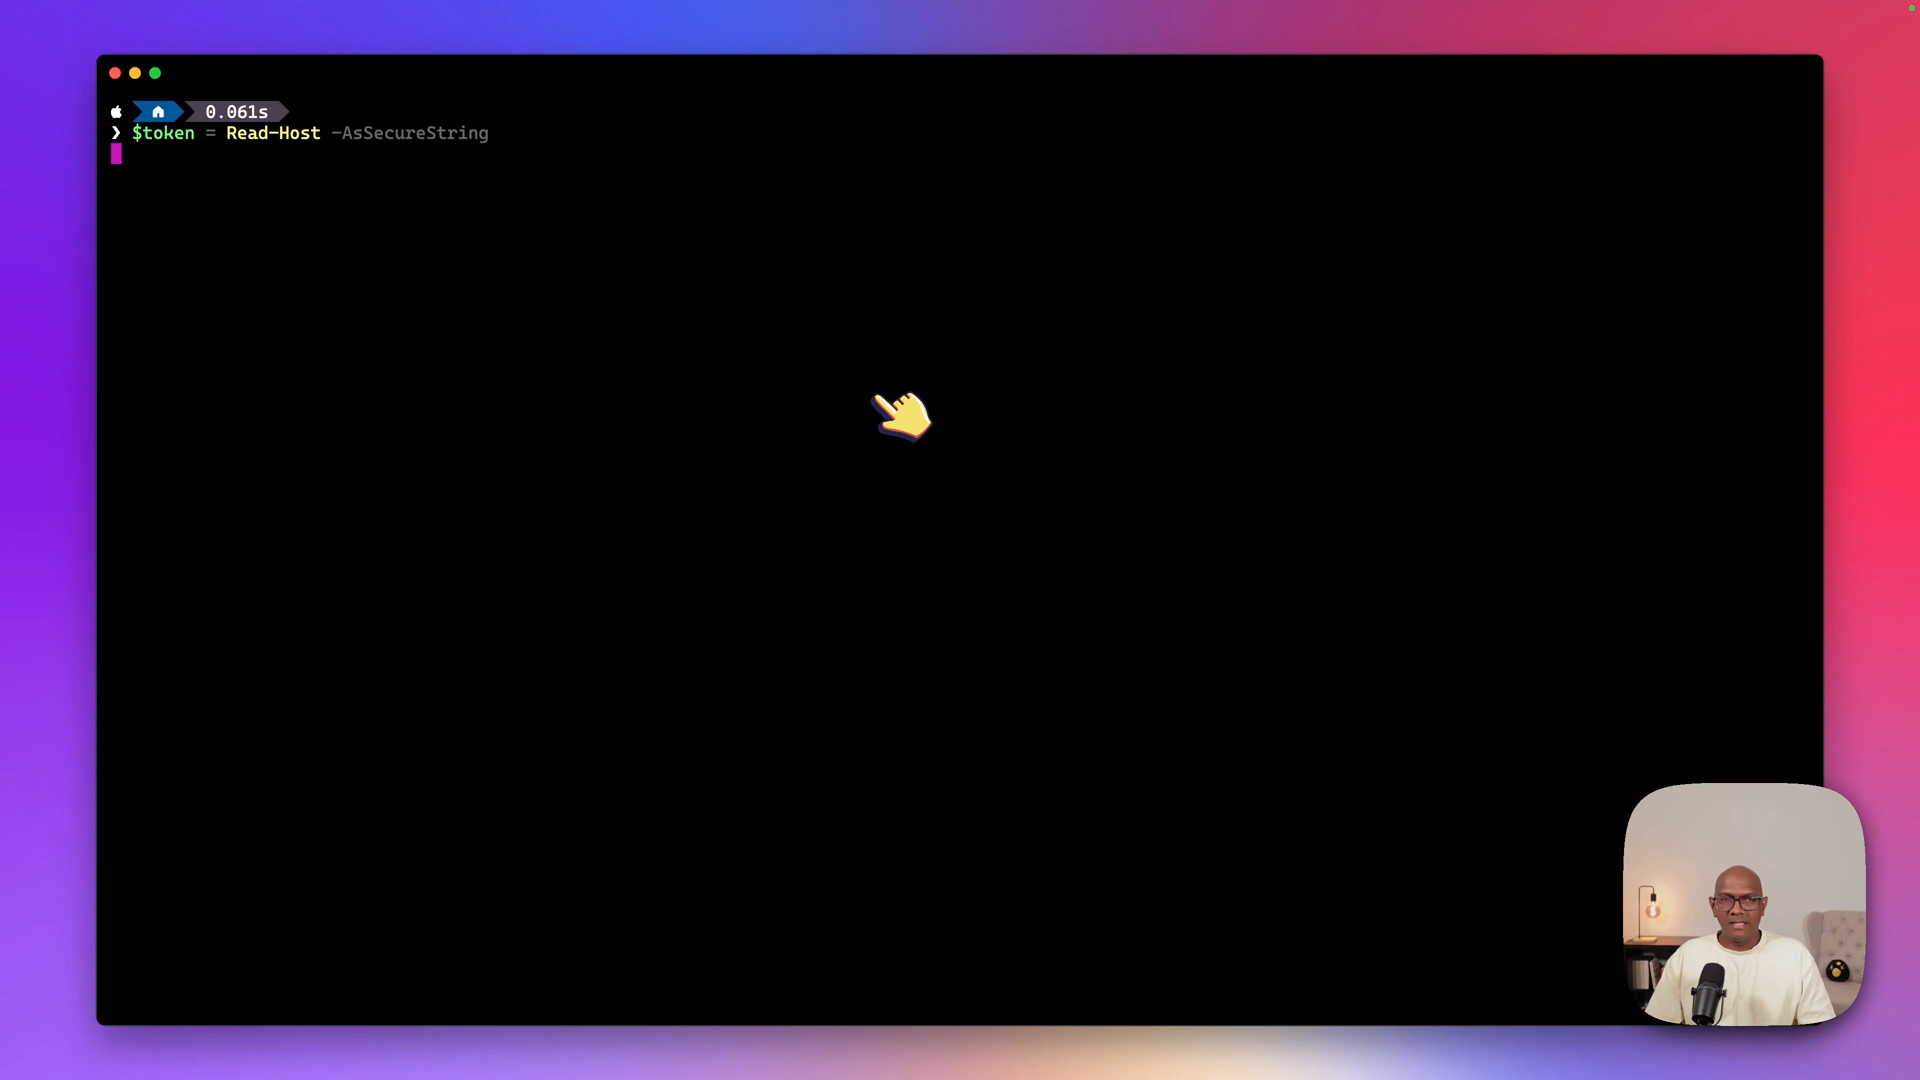 0.061s
❯ $token = Read-Host -AsSecureString